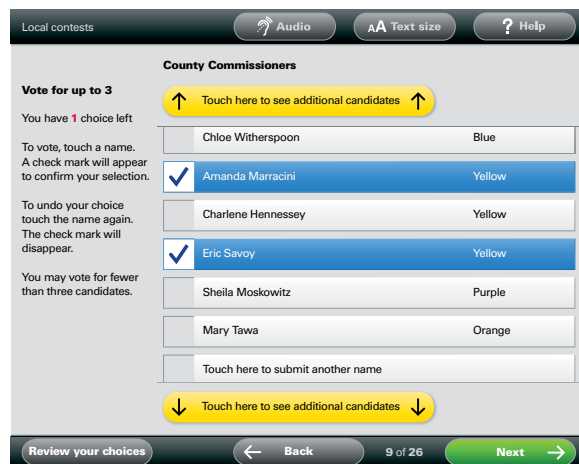 Local contests
Audio
AA Text size
? Help
County Commissioners
Vote for up to 3
You have 1 choice left
To vote, touch a name.
A check mark will appear
to confirm your selection.
To undo your choice
touch the name again.
The check mark will
disappear.
You may vote for fewer
than three candidates.
Touch here to see additional candidates
Chloe Witherspoon Blue
Amanda Marracini Yellow
Charlene Hennessey Yellow
Eric Savoy Yellow
Sheila Moskowitz Purple
Mary Tawa Orange
Touch here to submit another name
Touch here to see additional candidates
Review your choices
Back
9 of 26
Next